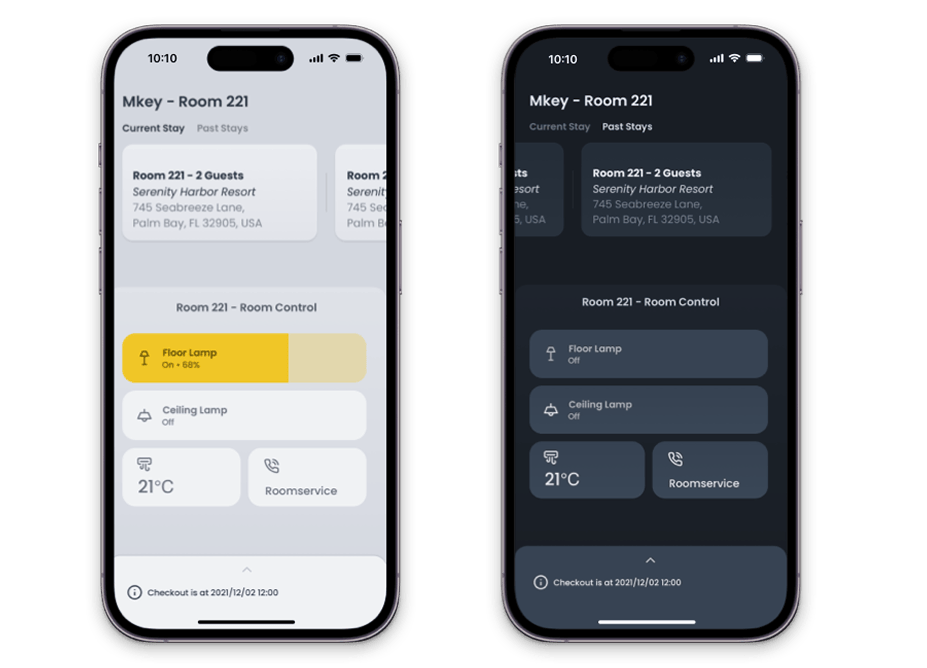 10:10
Mkey - Room 221
Current Stay Past Stays
Room 221 - 2 Guests
Serenity Harbor Resort
745 Seabreeze Lane,
Palm Bay, FL 32905, USA
Room 2
Serenit
745 Sea
Palm B
Room 221 - Room Control
Floor Lamp
On • 68%
Ceiling Lamp
Off
21°C
Roomservice
Checkout is at 2021/12/02 12:00
10:10
Mkey - Room 221
Current Stay Past Stays
sts
esort
ne,
5, USA
Room 221 - 2 Guests
Serenity Harbor Resort
745 Seabreeze Lane,
Palm Bay, FL 32905, USA
Room 221 - Room Control
Floor Lamp
Off
Ceiling Lamp
Off
21°C
Roomservice
Checkout is at 2021/12/02 12:00